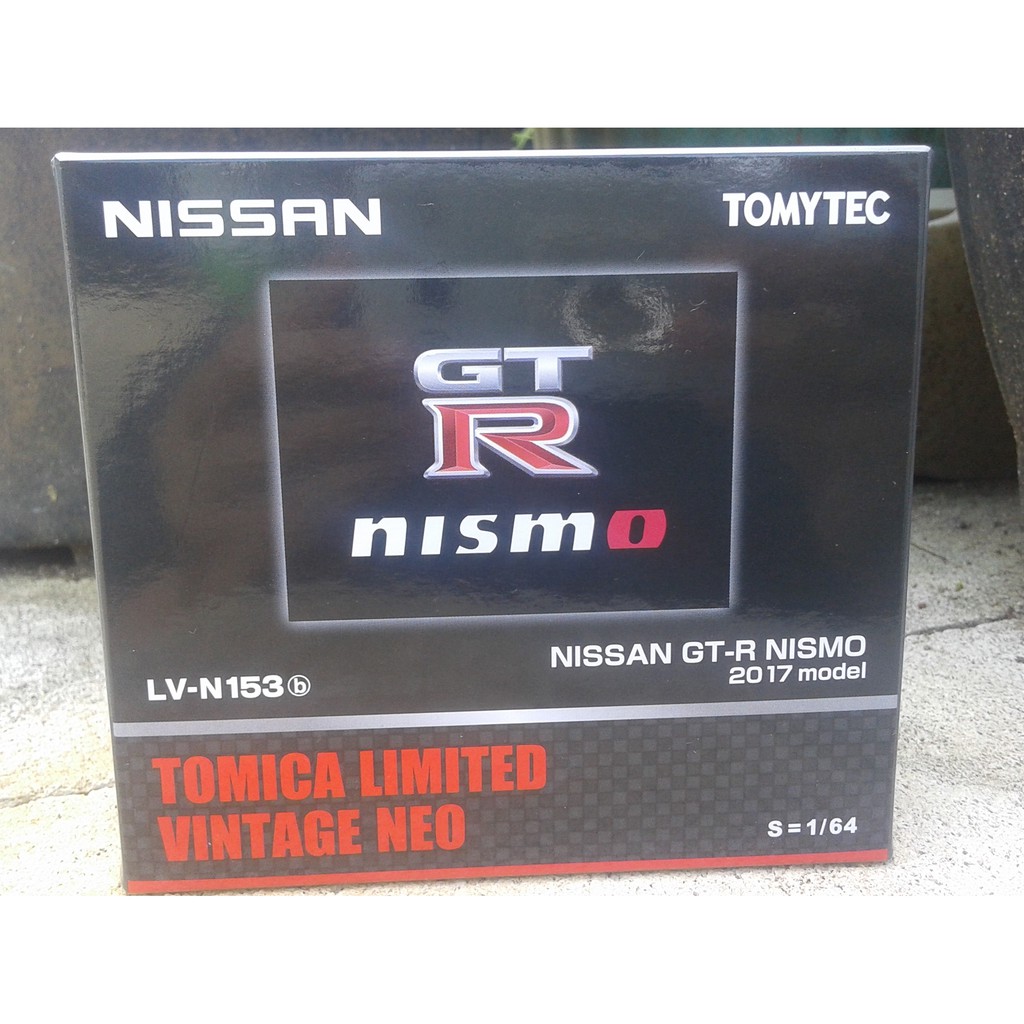 NISSAN
TOMYTEC
GT
R
nismo
NISSAN GT-R NISMO
2017 model
LV-N153ⓑ
TOMICA LIMITED
VINTAGE NEO
S=1/64